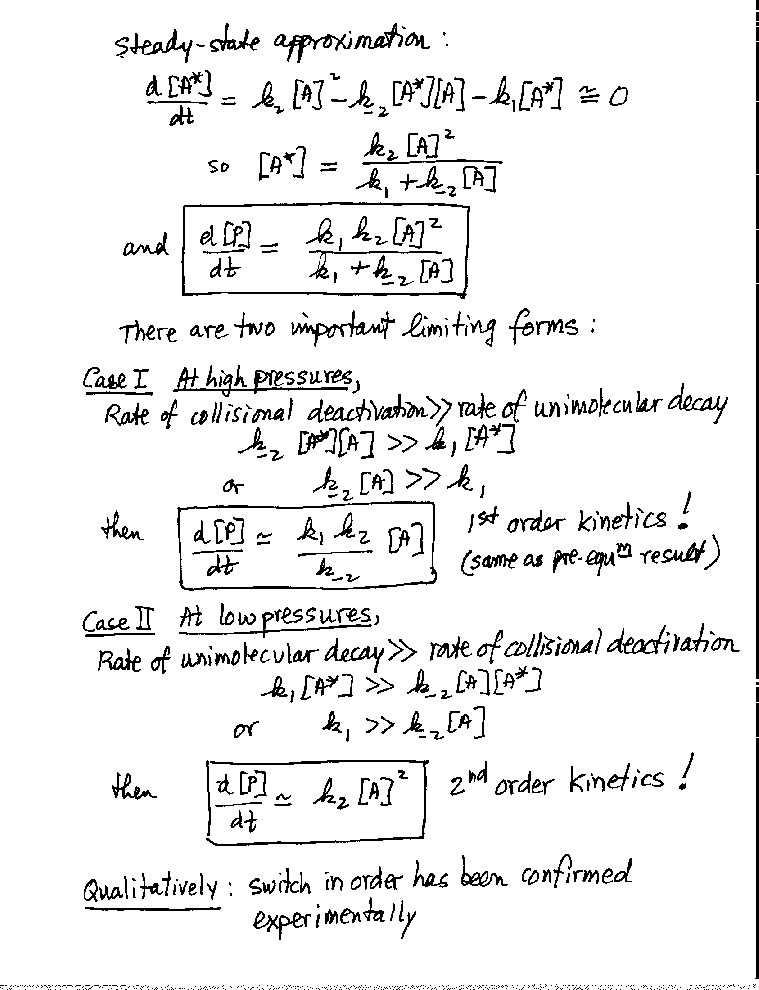 Steady-state approximation :
d[A*]/dt = k₂[A]² - k₋₂[A*][A] - k₁[A*] ≅ 0
so [A*] = k₂[A]² / k₁ + k₋₂[A]
and d[P]/dt = k₁k₂[A]² / k₁ + k₋₂[A]
There are two important limiting forms :
Case I At high pressures,
Rate of collisional deactivation >> rate of unimolecular decay
k₋₂[A*][A] >> k₁[A*]
or k₋₂[A] >> k₁
then d[P]/dt ≃ k₁k₂/k₋₂ [A] 1st order kinetics !
(same as pre-equᵐ result)
Case II At low pressures,
Rate of unimolecular decay >> rate of collisional deactivation
k₁[A*] >> k₋₂[A][A*]
or k₁ >> k₋₂[A]
then d[P]/dt ≃ k₂[A]² 2nd order kinetics !
Qualitatively : switch in order has been confirmed
experimentally